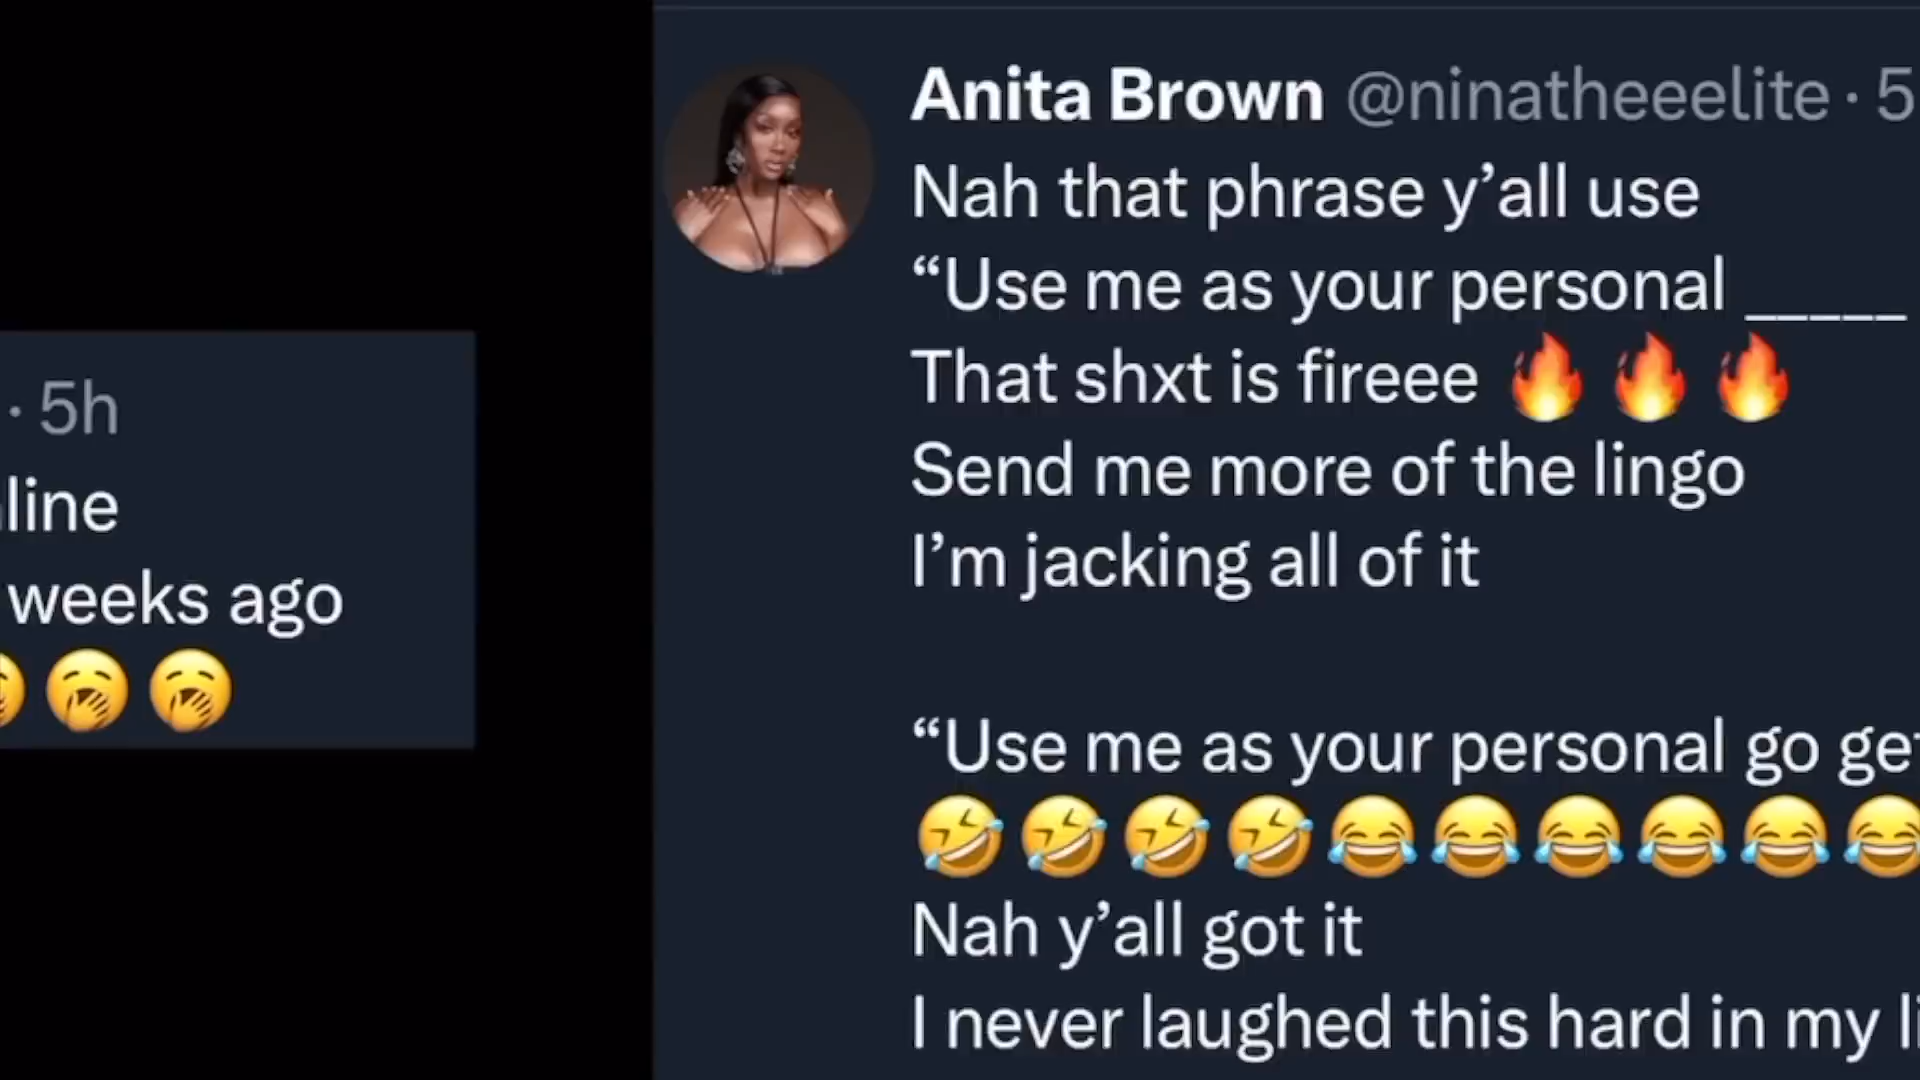 · 5h
line
weeks ago
🥱 🥱
Anita Brown @ninatheeelite · 5
Nah that phrase y’all use
“Use me as your personal _____
That shxt is fireee 🔥 🔥 🔥
Send me more of the lingo
I’m jacking all of it
“Use me as your personal go
🤣 🤣 🤣 🤣 😂 😂 😂 😂 😂 😂
Nah y’all got it
I never laughed this hard in my